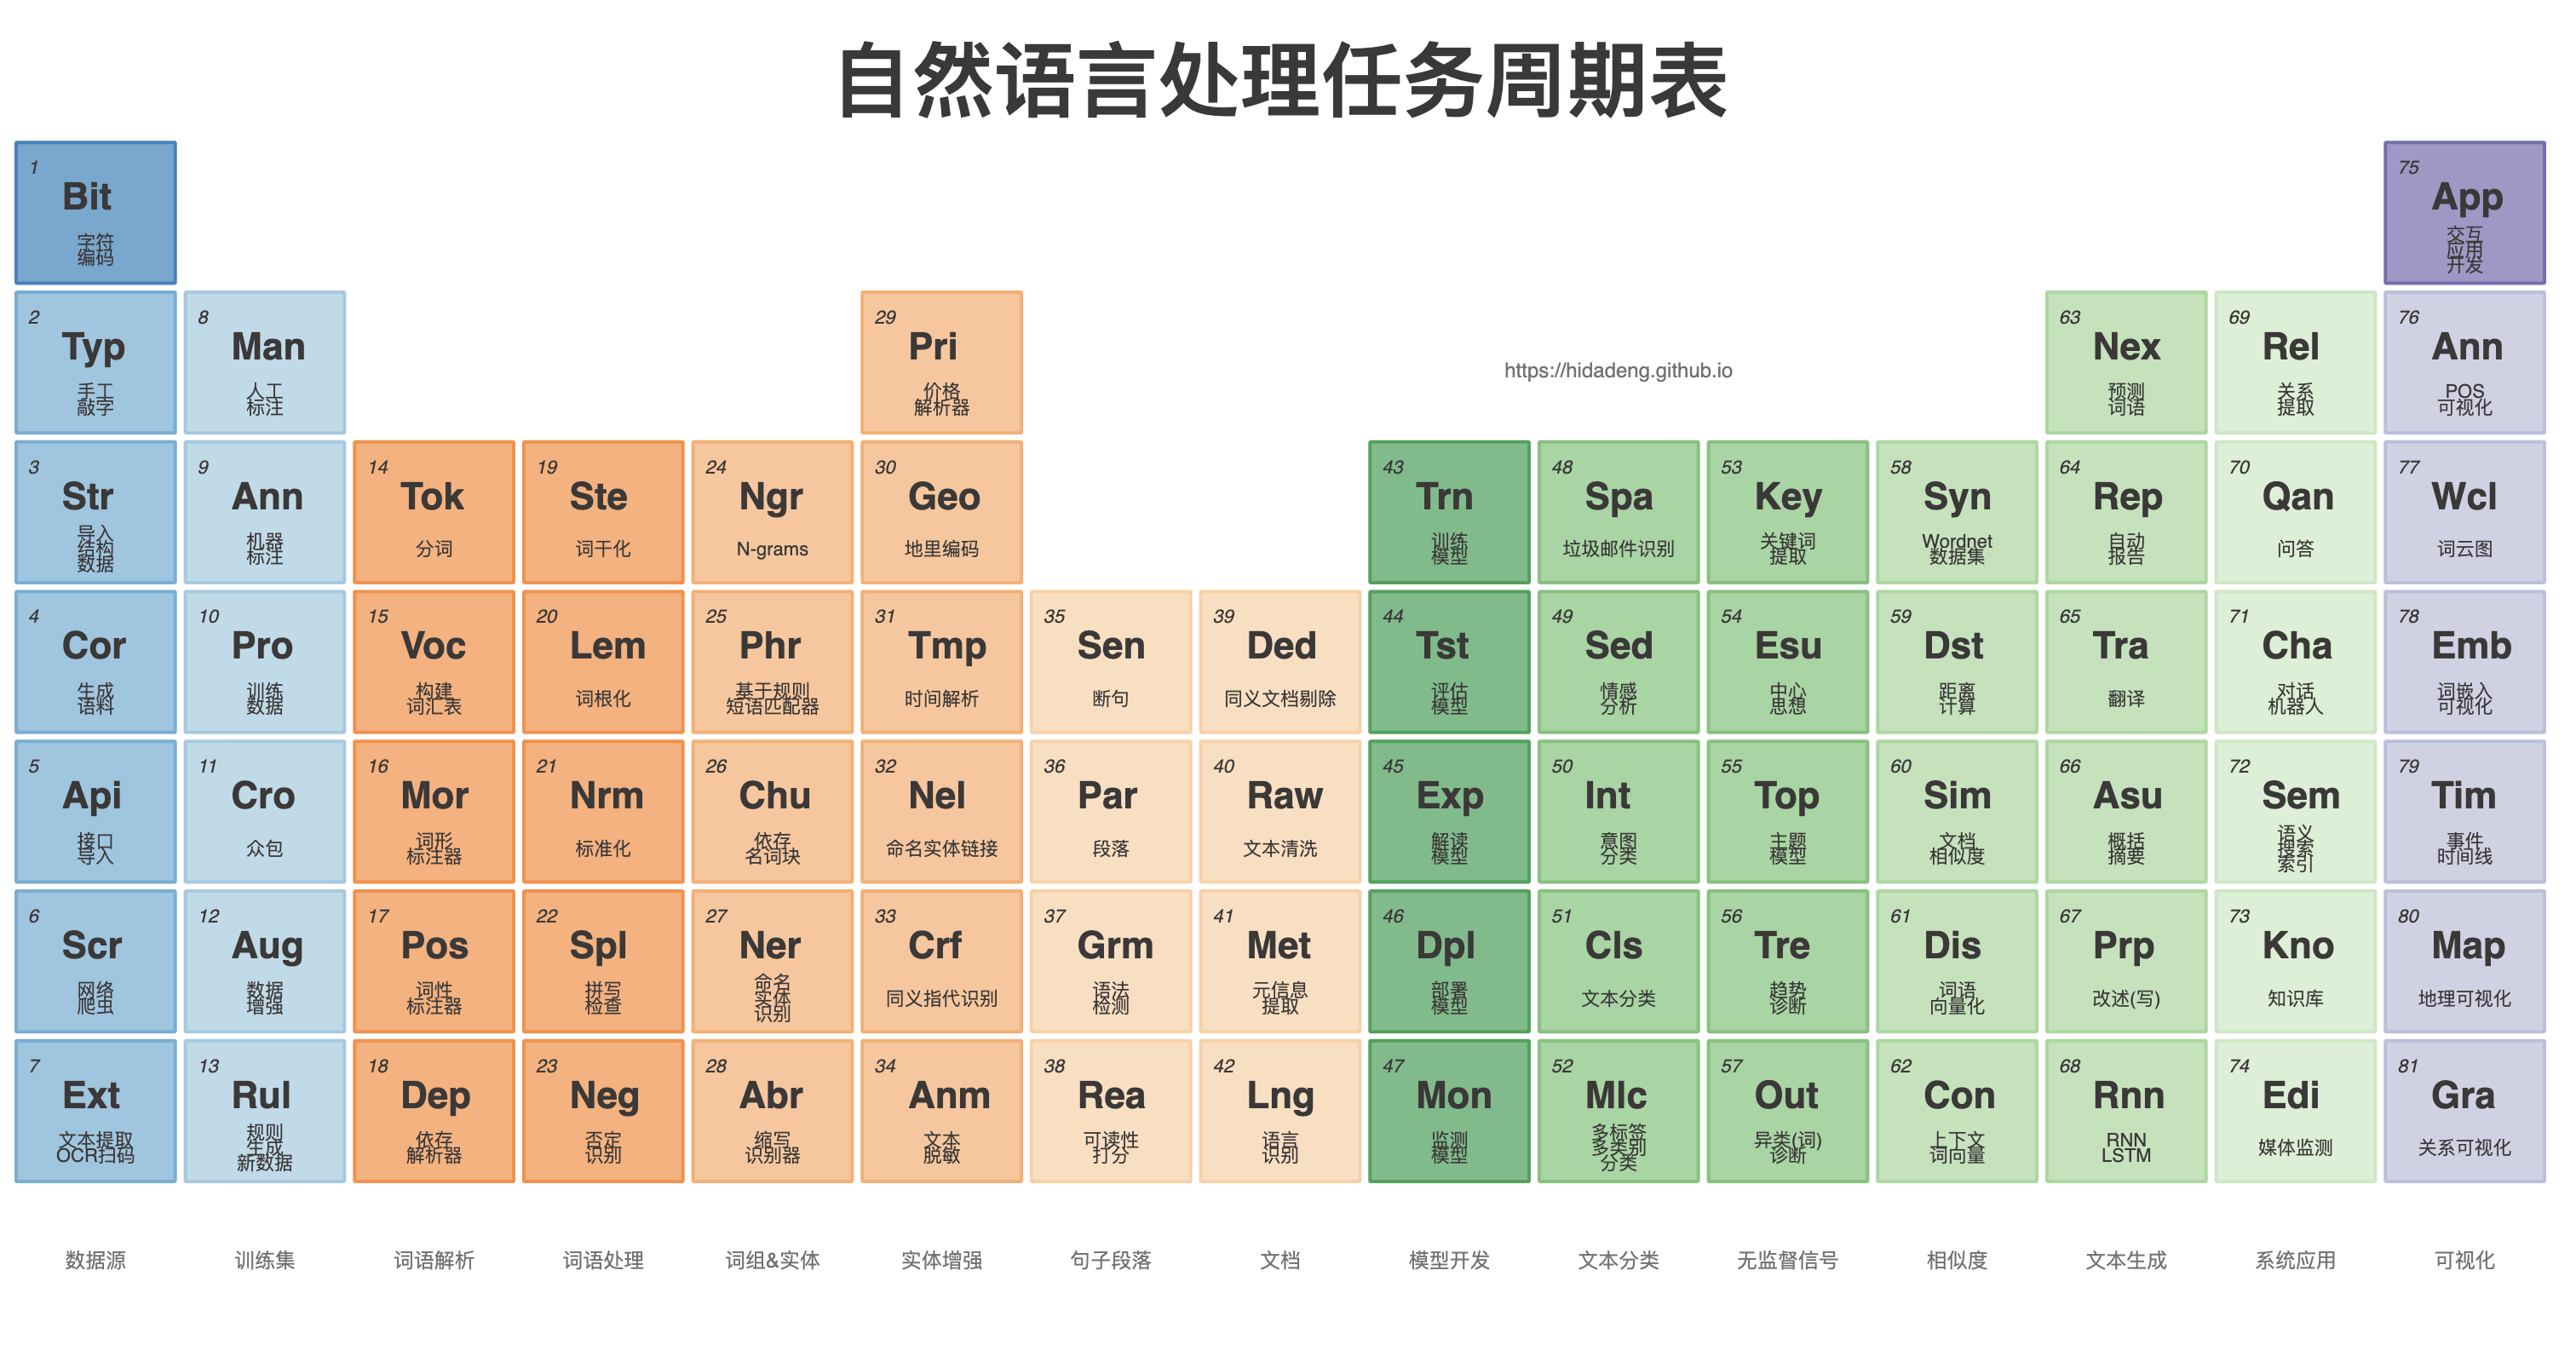 自然语言处理任务周期表
1
Bit
字符
编码
75
App
交互
应用
开发
2
Typ
手工
敲字
8
Man
人工
标注
29
Pri
价格
解析器
https://hidadeng.github.io
63
Nex
预测
词语
69
Rel
关系
提取
76
Ann
POS
可视化
3
Str
导入
结构
数据
9
Ann
机器
标注
14
Tok
分词
19
Ste
词干化
24
Ngr
N-grams
30
Geo
地里编码
43
Trn
训练
模型
48
Spa
垃圾邮件识别
53
Key
关键词
提取
58
Syn
Wordnet
数据集
64
Rep
自动
报告
70
Qan
问答
77
Wcl
词云图
4
Cor
生成
语料
10
Pro
训练
数据
15
Voc
构建
词汇表
20
Lem
词根化
25
Phr
基于规则
短语匹配器
31
Tmp
时间解析
35
Sen
断句
39
Ded
同义文档剔除
44
Tst
评估
模型
49
Sed
情感
分析
54
Esu
中心
思想
59
Dst
距离
计算
65
Tra
翻译
71
Cha
对话
机器人
78
Emb
词嵌入
可视化
5
Api
接口
导入
11
Cro
众包
16
Mor
词形
标注器
21
Nrm
标准化
26
Chu
依存
名词块
32
Nel
命名实体链接
36
Par
段落
40
Raw
文本清洗
45
Exp
解读
模型
50
Int
意图
分类
55
Top
主题
模型
60
Sim
文档
相似度
66
Asu
概括
摘要
72
Sem
语义
搜索
索引
79
Tim
事件
时间线
6
Scr
网络
爬虫
12
Aug
数据
增强
17
Pos
词性
标注器
22
Spl
拼写
检查
27
Ner
命名
实体
识别
33
Crf
同义指代识别
37
Grm
语法
检测
41
Met
元信息
提取
46
Dpl
部署
模型
51
Cls
文本分类
56
Tre
趋势
诊断
61
Dis
词语
向量化
67
Prp
改述(写)
73
Kno
知识库
80
Map
地理可视化
7
Ext
文本提取
OCR扫码
13
Rul
规则
生成
新数据
18
Dep
依存
解析器
23
Neg
否定
识别
28
Abr
缩写
识别器
34
Anm
文本
脱敏
38
Rea
可读性
打分
42
Lng
语言
识别
47
Mon
监测
模型
52
Mlc
多标签
多类别
分类
57
Out
异类(词)
诊断
62
Con
上下文
词向量
68
Rnn
RNN
LSTM
74
Edi
媒体监测
81
Gra
关系可视化
数据源
训练集
词语解析
词语处理
词组&实体
实体增强
句子段落
文档
模型开发
文本分类
无监督信号
相似度
文本生成
系统应用
可视化